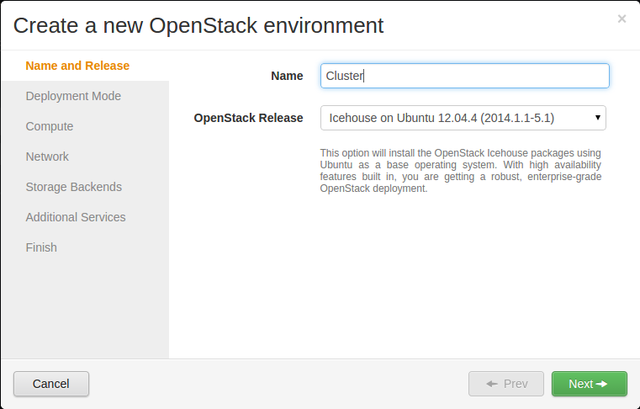 Create a new OpenStack environment
×
Name and Release
Deployment Mode
Compute
Network
Storage Backends
Additional Services
Finish
Name
Cluster
OpenStack Release
Icehouse on Ubuntu 12.04.4 (2014.1.1-5.1)
This option will install the OpenStack Icehouse packages using
Ubuntu as a base operating system. With high availability
features built in, you are getting a robust, enterprise-grade
OpenStack deployment.
Cancel
Prev
Next